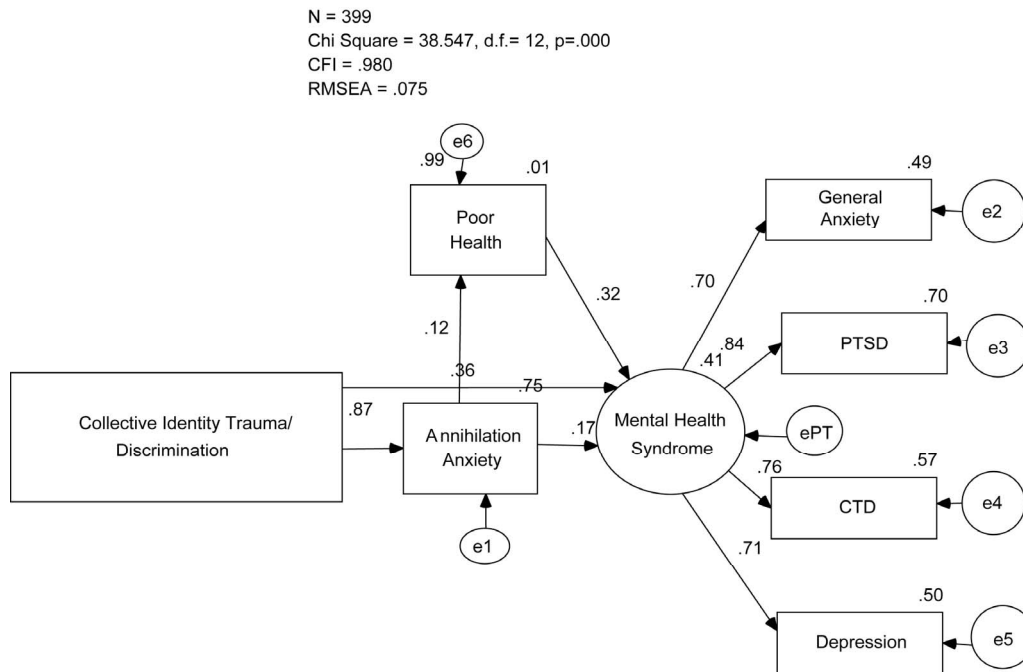 N = 399
Chi Square = 38.547, d.f.= 12, p=.000
CFI = .980
RMSEA = .075
e6
.99
.01
Poor
Health
.49
General
Anxiety
e2
.32
.70
.12
.70
PTSD
e3
.84
.41
.36
.75
Collective Identity Trauma/
Discrimination
.87
Annihilation
Anxiety
.17
Mental Health
Syndrome
ePT
.76
.57
CTD
e4
e1
.71
.50
Depression
e5